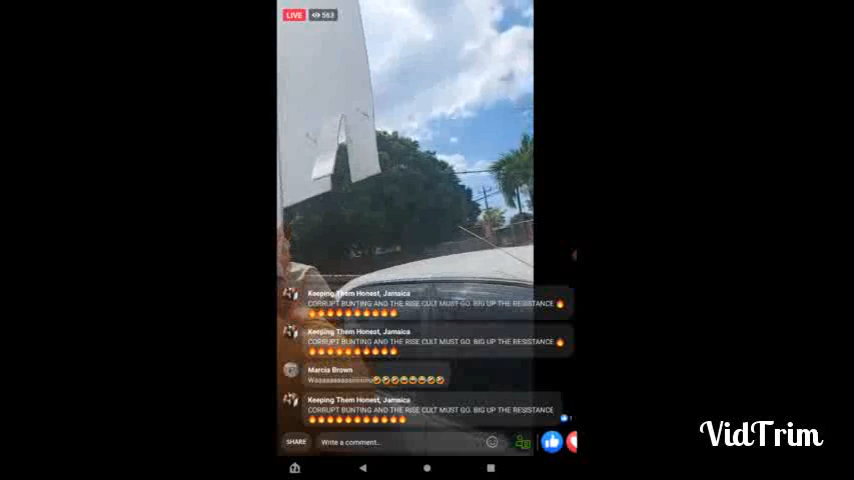 LIVE 563
Keeping Them Honest, Jamaica
CORRUPT BUNTING AND THE RISE CULT MUST GO. BIG UP THE RESISTANCE
Keeping Them Honest, Jamaica
CORRUPT BUNTING AND THE RISE CULT MUST GO. BIG UP THE RESISTANCE
Marcia Brown
Keeping Them Honest, Jamaica
CORRUPT BUNTING AND THE RISE CULT MUST GO. BIG UP THE RESISTANCE
1
SHARE Write a comment...
VidTrim